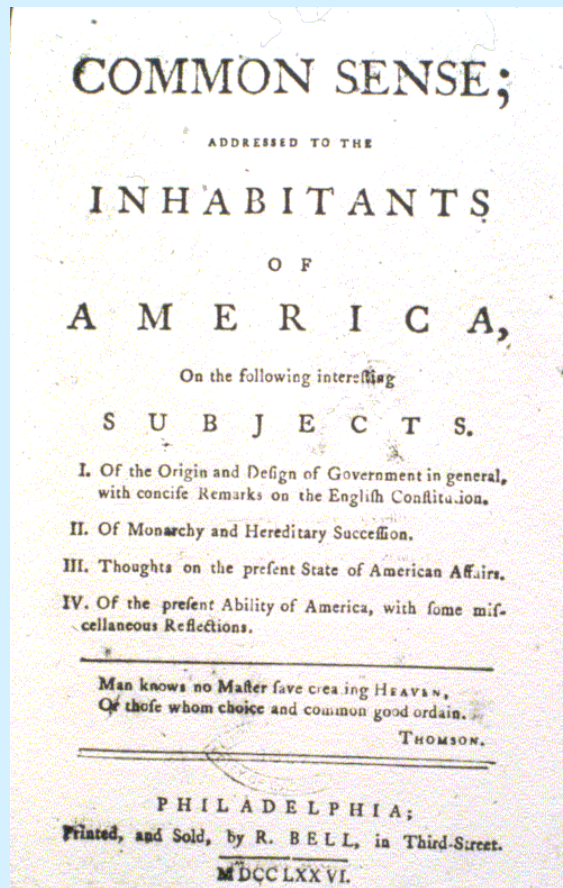 COMMON SENSE;
ADDRESSED TO THE
INHABITANTS
OF
AMERICA,
On the following intereſting
SUBJECTS.
I. Of the Origin and Deſign of Government in general,
with conciſe Remarks on the Engliſh Conſtitution.
II. Of Monarchy and Hereditary Succeſſion.
III. Thoughts on the preſent State of American Affairs.
IV. Of the preſent Ability of America, with ſome miſ-
cellaneous Reflections.
Man knows no Maſter ſave creating HEAVEN,
Or thoſe whom choice and common good ordain.
THOMSON.
PHILADELPHIA;
Printed, and Sold, by R. BELL, in Third-Street.
MDCCLXXVI.